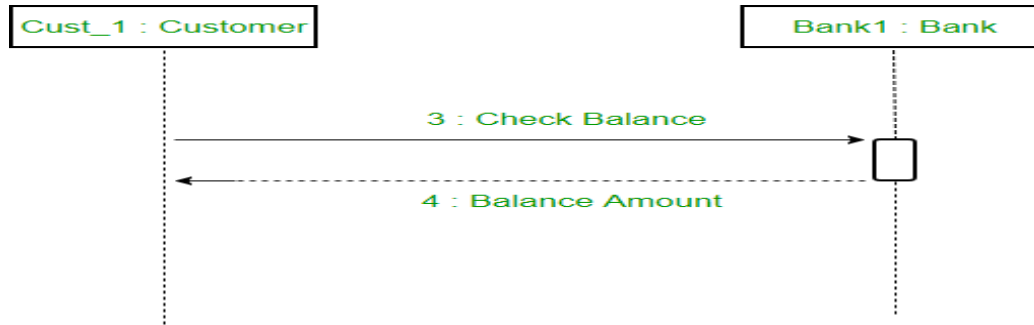 Cust_1 : Customer
Bank1 : Bank
3 : Check Balance
4 : Balance Amount